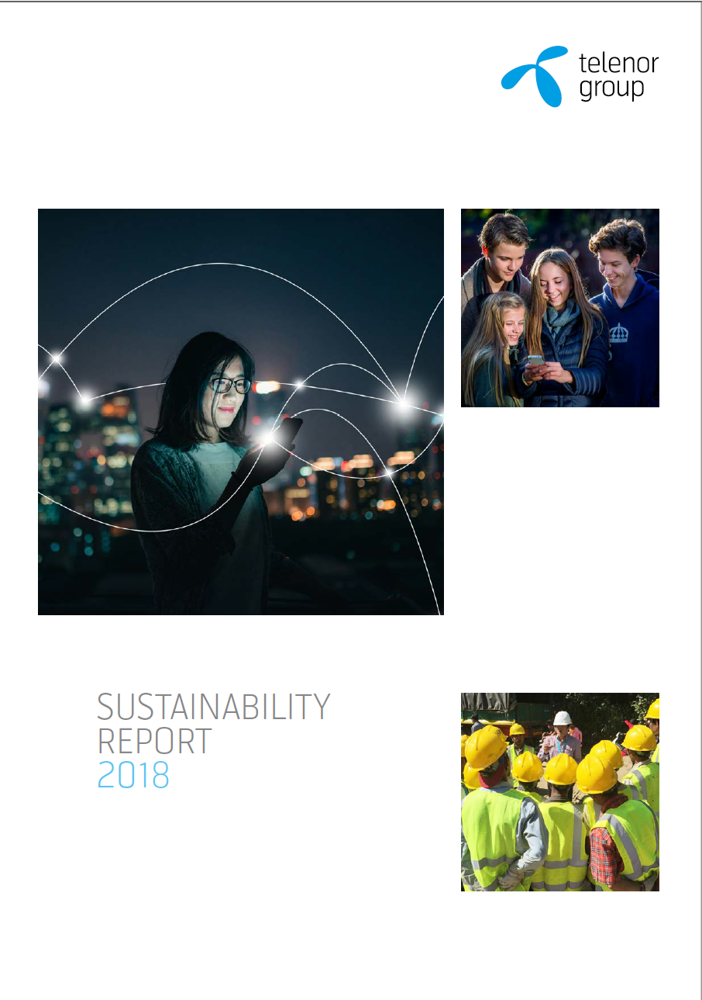 telenor
group
SUSTAINABILITY
REPORT
2018